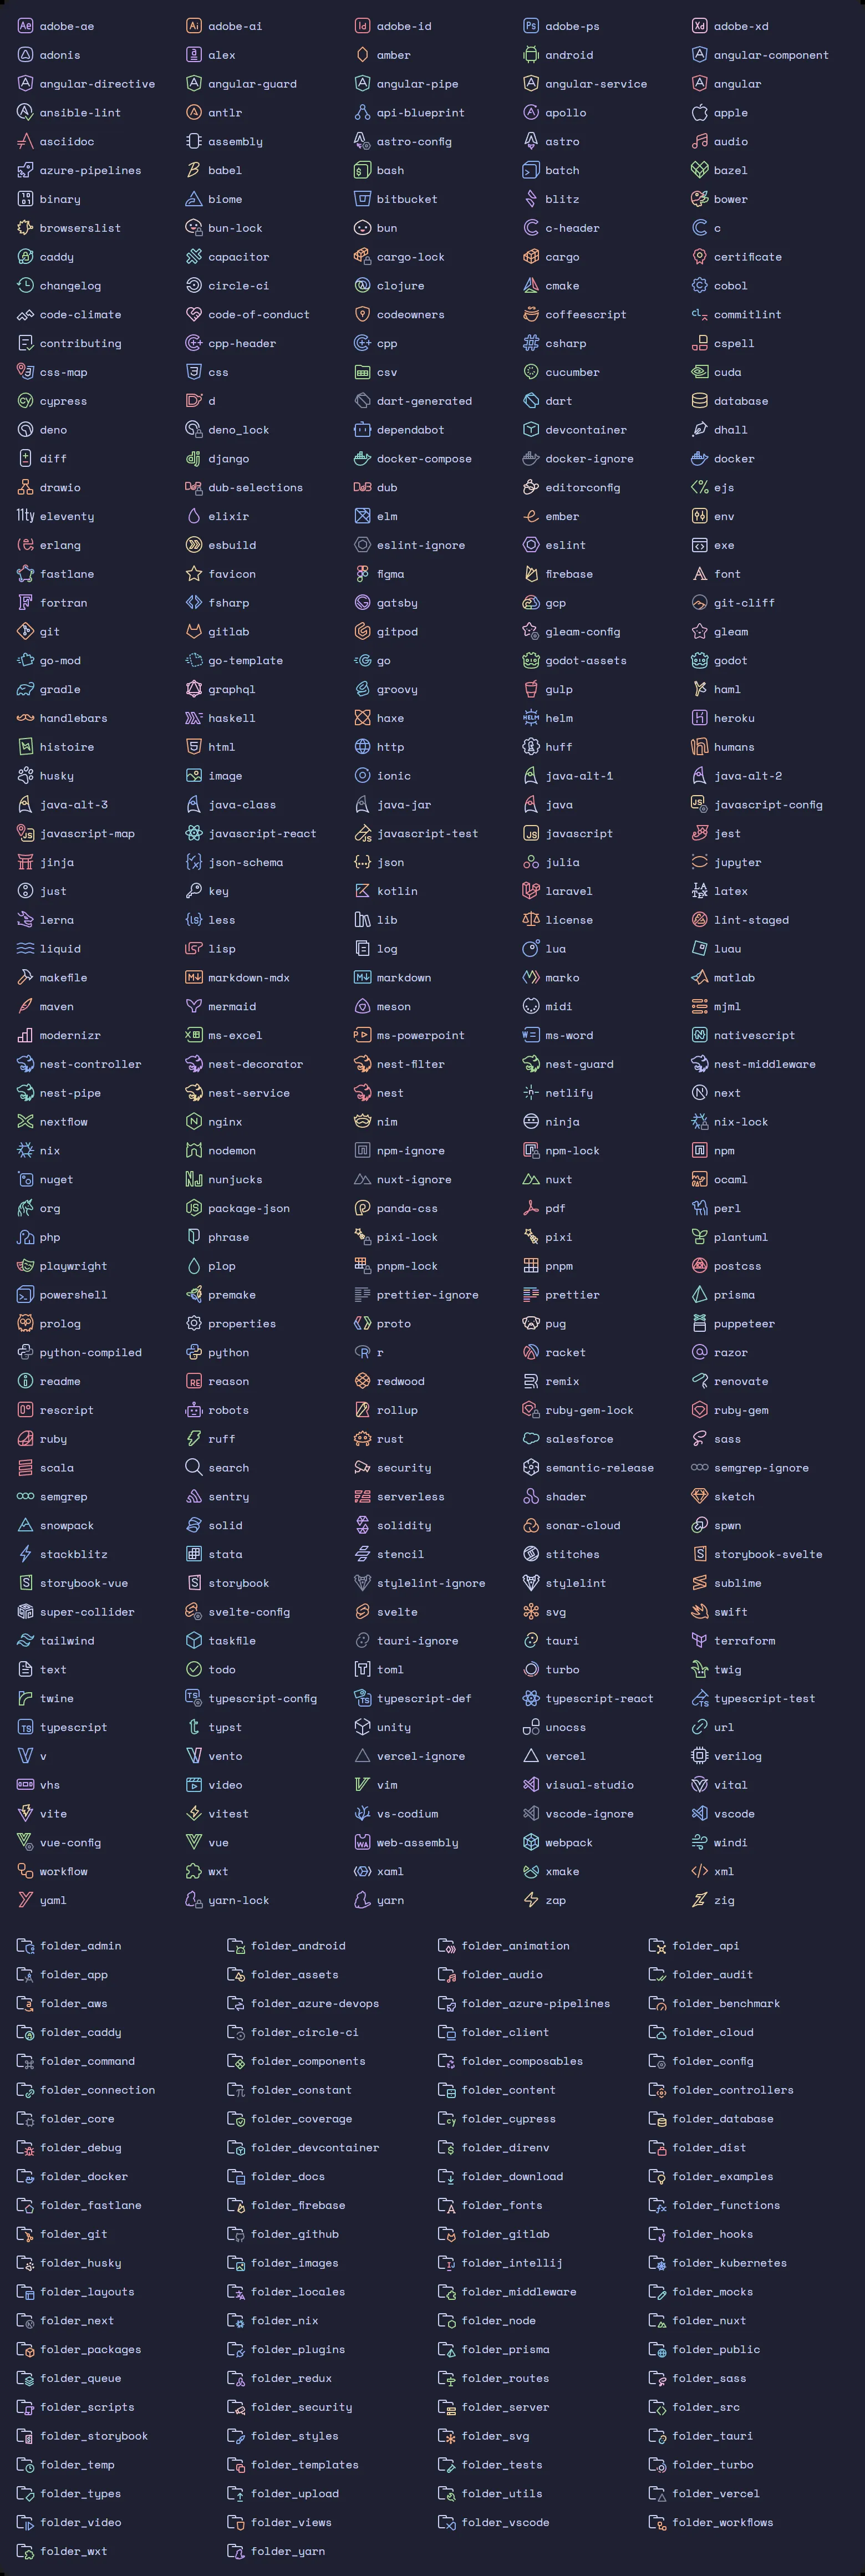 adobe-ae adobe-ai adobe-id adobe-ps adobe-xd
adonis alex amber android angular-component
angular-directive angular-guard angular-pipe angular-service angular
ansible-lint antlr api-blueprint apollo apple
asciidoc assembly astro-config astro audio
azure-pipelines babel bash batch bazel
binary biome bitbucket blitz bower
browserslist bun-lock bun c-header c
caddy capacitor cargo-lock cargo certificate
changelog circle-ci clojure cmake cobol
code-climate code-of-conduct codeowners coffeescript commitlint
contributing cpp-header cpp csharp cspell
css-map css csv cucumber cuda
cypress d dart-generated dart database
deno deno_lock dependabot devcontainer dhall
diff django docker-compose docker-ignore docker
drawio dub-selections dub editorconfig ejs
eleventy elixir elm ember env
erlang esbuild eslint-ignore eslint exe
fastlane favicon figma firebase font
fortran fsharp gatsby gcp git-cliff
git gitlab gitpod gleam-config gleam
go-mod go-template go godot-assets godot
gradle graphql groovy gulp haml
handlebars haskell haxe helm heroku
histoire html http huff humans
husky image ionic java-alt-1 java-alt-2
java-alt-3 java-class java-jar java javascript-config
javascript-map javascript-react javascript-test javascript jest
jinja json-schema json julia jupyter
just key kotlin laravel latex
lerna less lib license lint-staged
liquid lisp log lua luau
makefile markdown-mdx markdown marko matlab
maven mermaid meson midi mjml
modernizr ms-excel ms-powerpoint ms-word nativescript
nest-controller nest-decorator nest-filter nest-guard nest-middleware
nest-pipe nest-service nest netlify next
nextflow nginx nim ninja nix-lock
nix nodemon npm-ignore npm-lock npm
nuget nunjucks nuxt-ignore nuxt ocaml
org package-json panda-css pdf perl
php phrase pixi-lock pixi plantuml
playwright plop pnpm-lock pnpm postcss
powershell premake prettier-ignore prettier prisma
prolog properties proto pug puppeteer
python-compiled python r racket razor
readme reason redwood remix renovate
rescript robots rollup ruby-gem-lock ruby-gem
ruby ruff rust salesforce sass
scala search security semantic-release semgrep-ignore
semgrep sentry serverless shader sketch
snowpack solid solidity sonar-cloud spwn
stackblitz stata stencil stitches storybook-svelte
storybook-vue storybook stylelint-ignore stylelint sublime
super-collider svelte-config svelte svg swift
tailwind taskfile tauri-ignore tauri terraform
text todo toml turbo twig
twine typescript-config typescript-def typescript-react typescript-test
typescript typst unity unocss url
v vento vercel-ignore vercel verilog
vhs video vim visual-studio vital
vite vitest vs-codium vscode-ignore vscode
vue-config vue web-assembly webpack windi
workflow wxt xaml xmake xml
yaml yarn-lock yarn zap zig
folder_admin folder_android folder_animation folder_api
folder_app folder_assets folder_audio folder_audit
folder_aws folder_azure-devops folder_azure-pipelines folder_benchmark
folder_caddy folder_circle-ci folder_client folder_cloud
folder_command folder_components folder_composables folder_config
folder_connection folder_constant folder_content folder_controllers
folder_core folder_coverage folder_cypress folder_database
folder_debug folder_devcontainer folder_direnv folder_dist
folder_docker folder_docs folder_download folder_examples
folder_fastlane folder_firebase folder_fonts folder_functions
folder_git folder_github folder_gitlab folder_hooks
folder_husky folder_images folder_intellij folder_kubernetes
folder_layouts folder_locales folder_middleware folder_mocks
folder_next folder_nix folder_node folder_nuxt
folder_packages folder_plugins folder_prisma folder_public
folder_queue folder_redux folder_routes folder_sass
folder_scripts folder_security folder_server folder_src
folder_storybook folder_styles folder_svg folder_tauri
folder_temp folder_templates folder_tests folder_turbo
folder_types folder_upload folder_utils folder_vercel
folder_video folder_views folder_vscode folder_workflows
folder_wxt folder_yarn